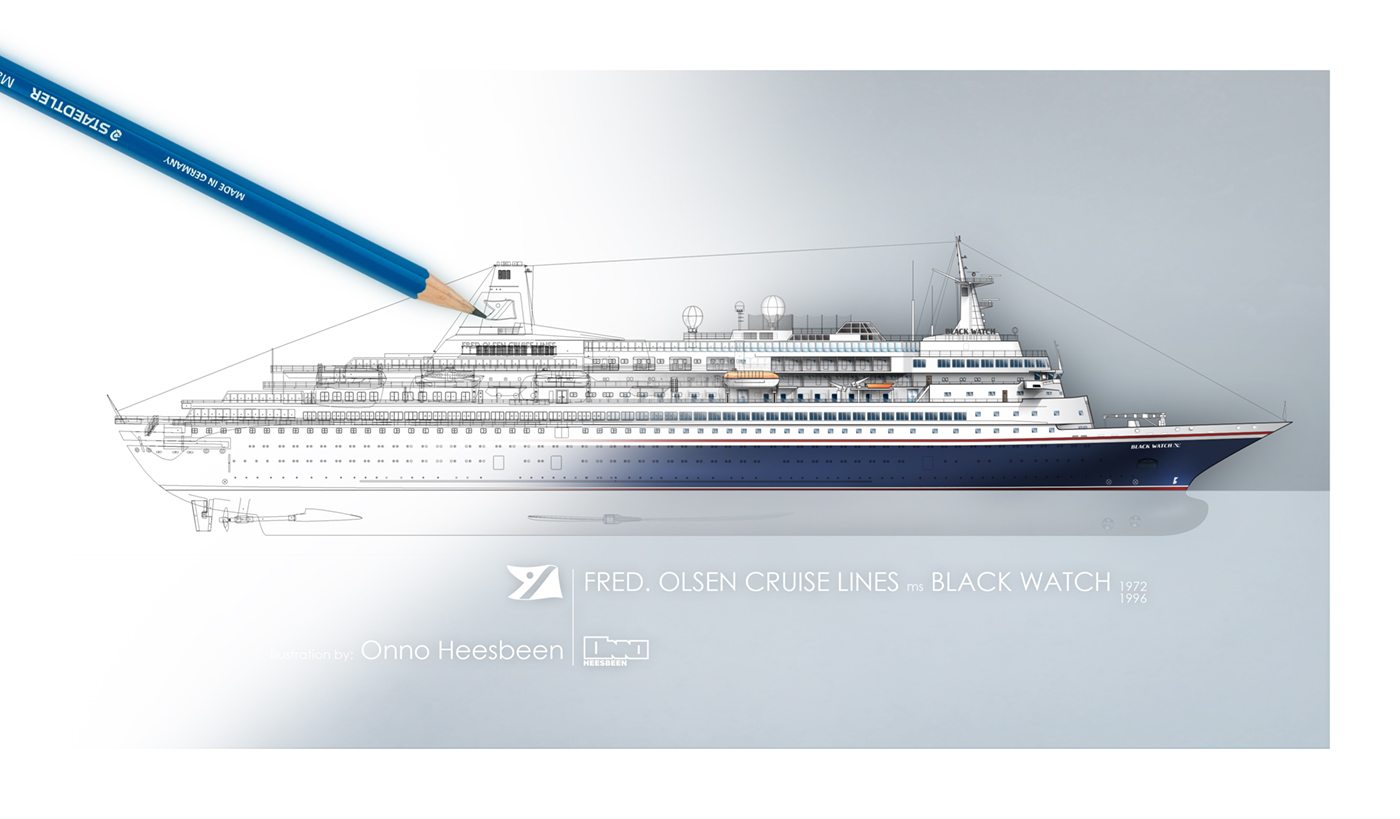 STAEDTLER
MADE IN GERMANY
BLACK WATCH
FRED OLSEN CRUISE LINES
BLACK WATCH
FRED. OLSEN CRUISE LINES ms BLACK WATCH 1972
1996
by: Onno Heesbeen
HEESBEEN